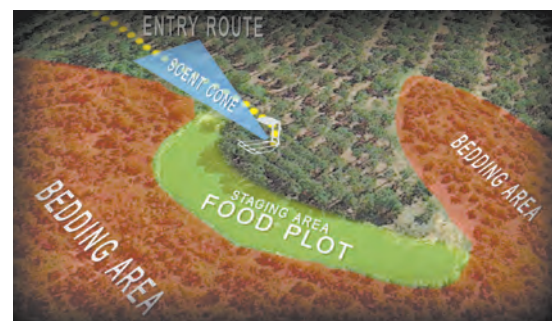 ENTRY ROUTE
SCENT CONE
BEDDING AREA
STAGING AREA
FOOD PLOT
BEDDING AREA